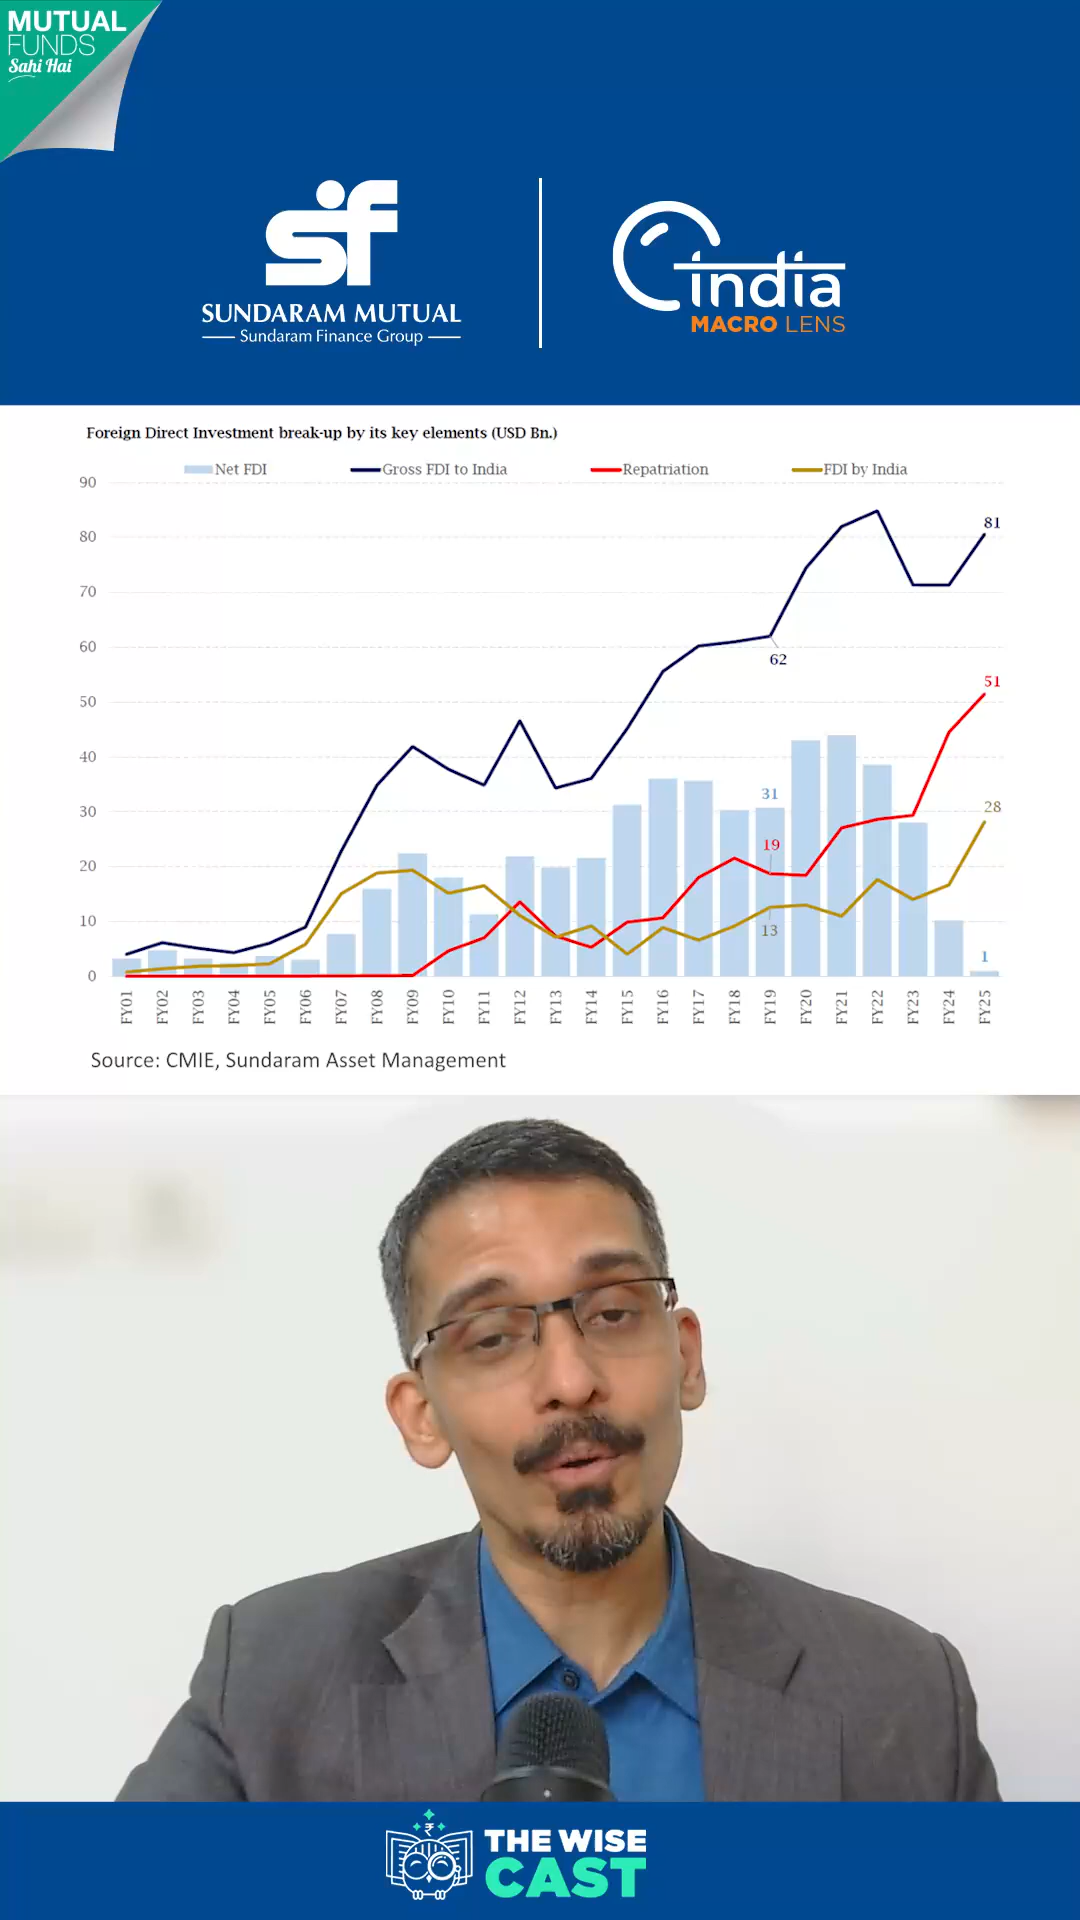 MUTUAL
FUNDS
Sahi Hai
sf
SUNDARAM MUTUAL
Sundaram Finance Group
india
MACRO LENS
Foreign Direct Investment break-up by its key elements (USD Bn.)
Net FDI Gross FDI to India Repatriation FDI by India
90
80
70
60
50
40
30
20
10
0
81
62
51
31
19
13
28
1
FY01 FY02 FY03 FY04 FY05 FY06 FY07 FY08 FY09 FY10 FY11 FY12 FY13 FY14 FY15 FY16 FY17 FY18 FY19 FY20 FY21 FY22 FY23 FY24 FY25
Source: CMIE, Sundaram Asset Management
₹
THE WISE
CAST